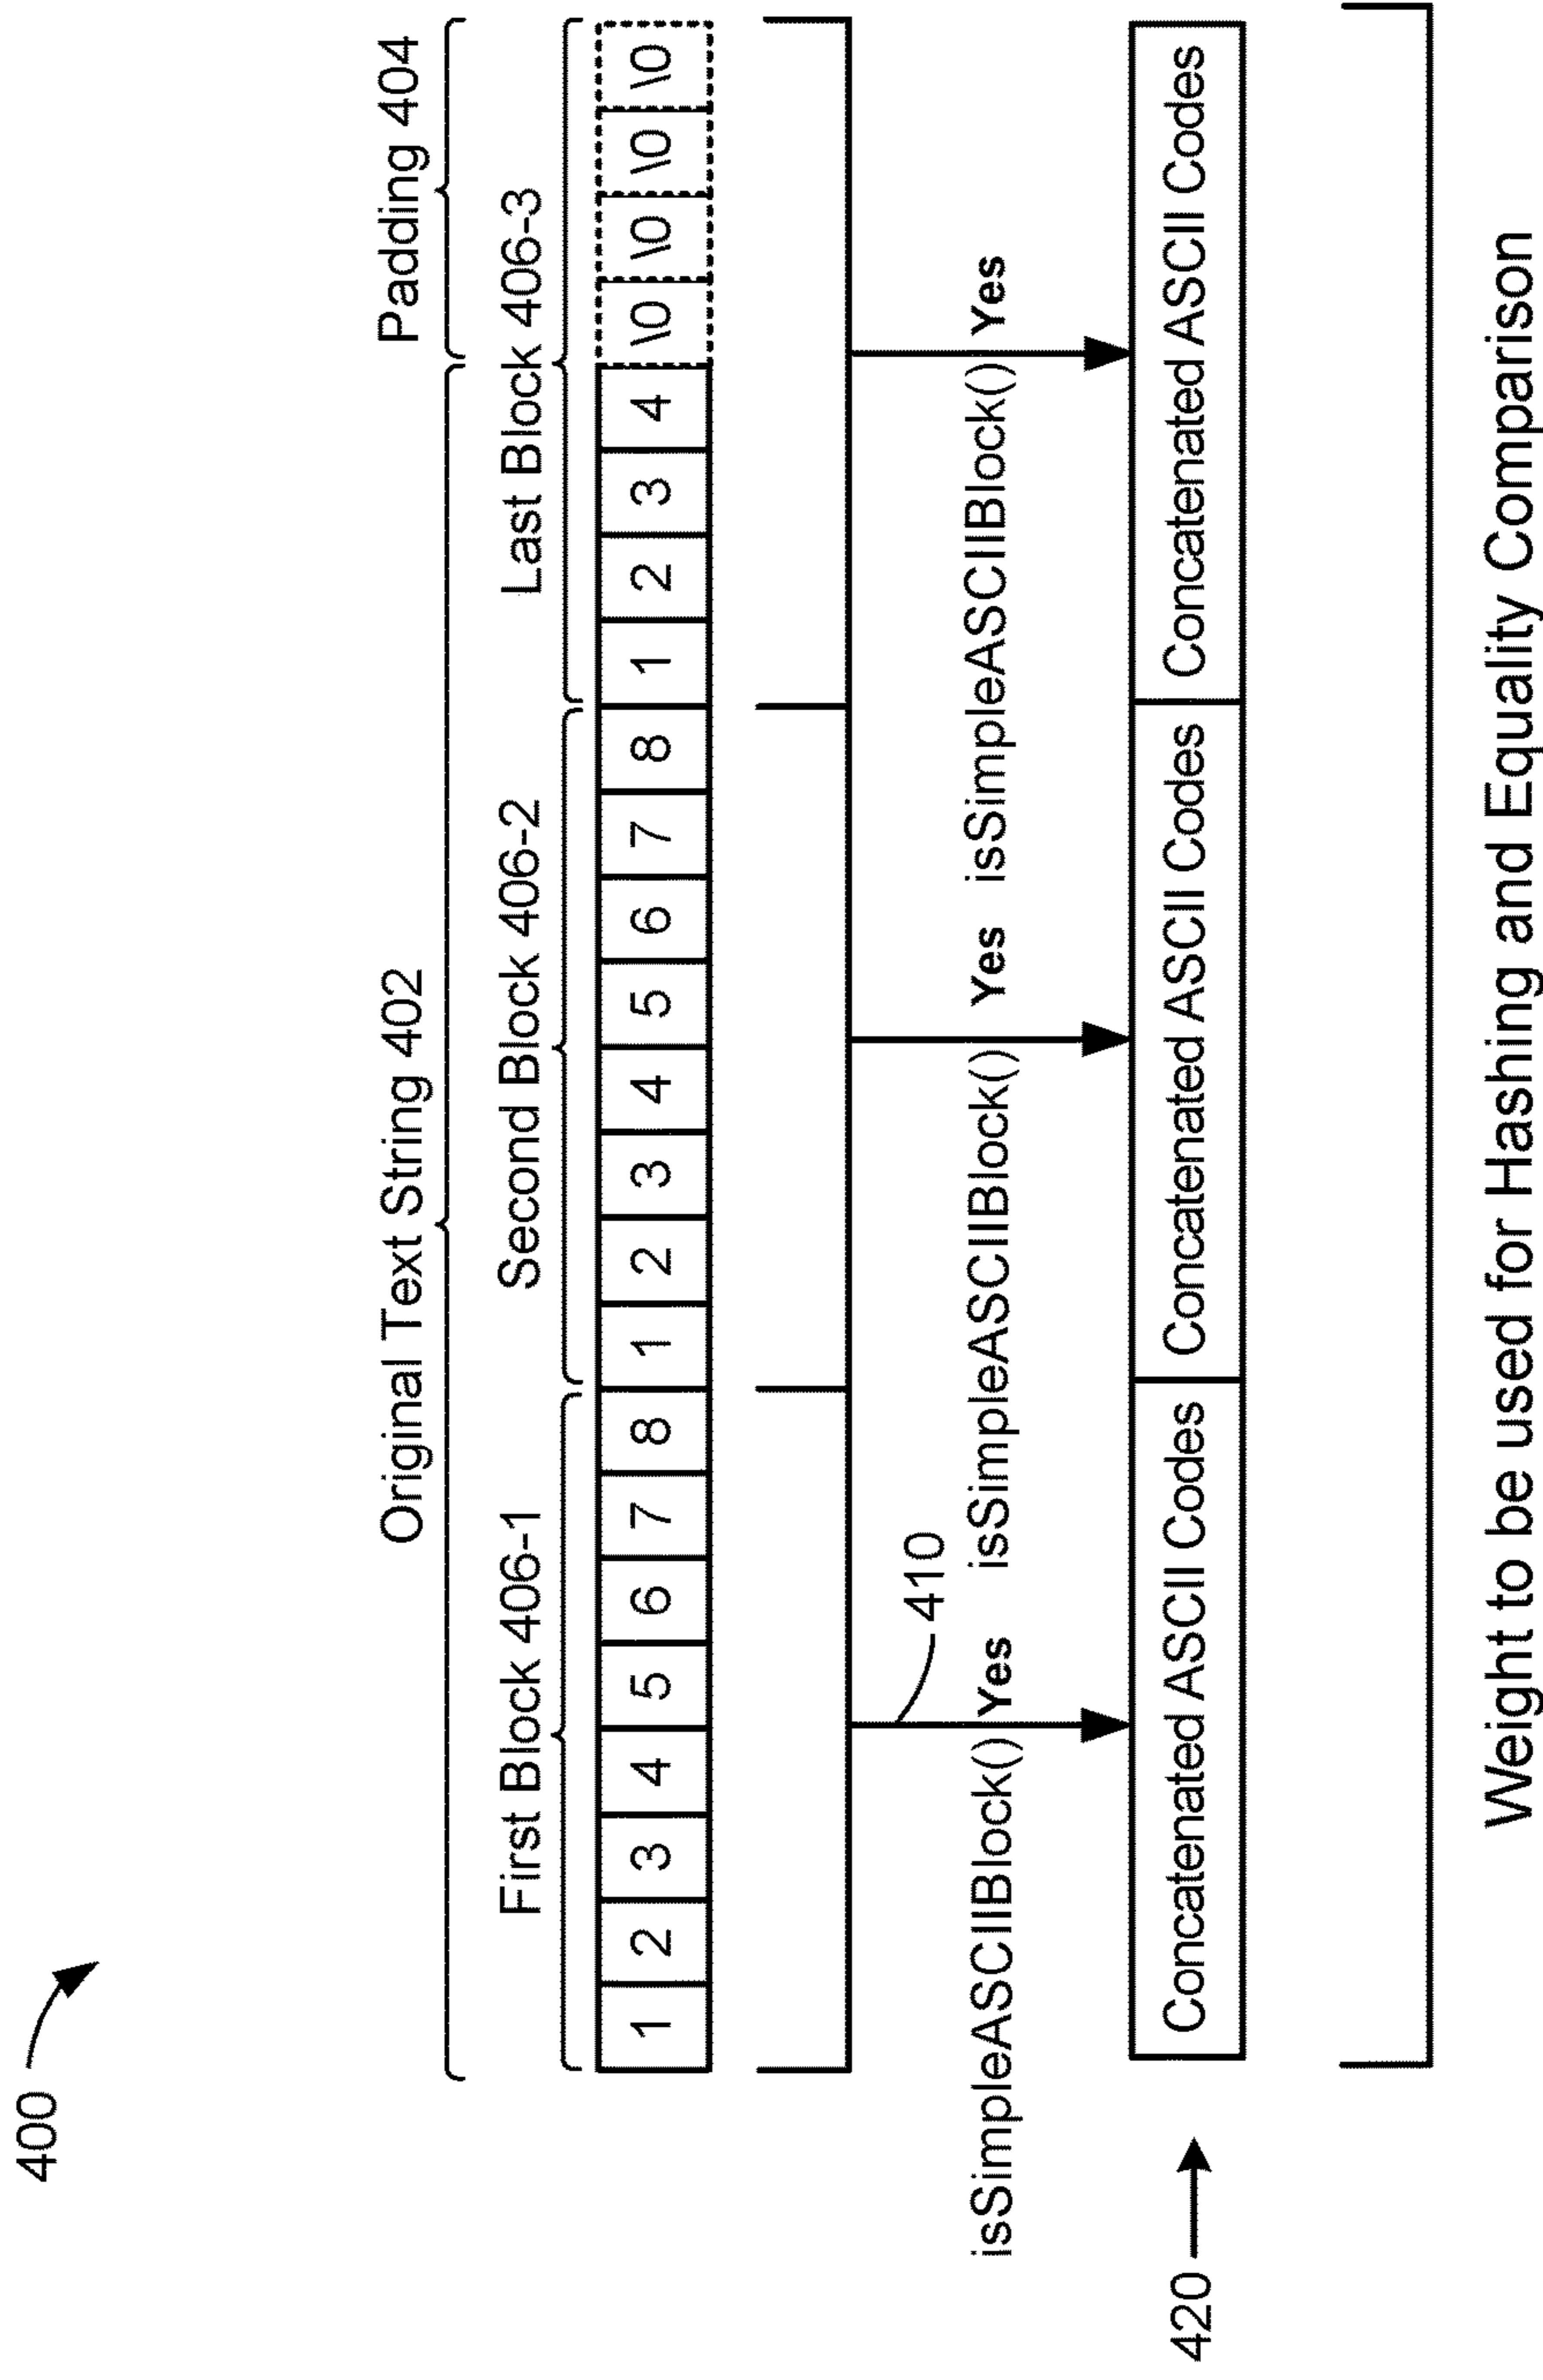 400
Original Text String 402
Padding 404
First Block 406-1
Second Block 406-2
Last Block 406-3
1 2 3 4 5 6 7 8 1 2 3 4 5 6 7 8 1 2 3 4 \0 \0 \0 \0
410
isSimpleASCIIBlock() Yes isSimpleASCIIBlock() Yes isSimpleASCIIBlock() Yes
420
Concatenated ASCII Codes Concatenated ASCII Codes Concatenated ASCII Codes
Weight to be used for Hashing and Equality Comparison